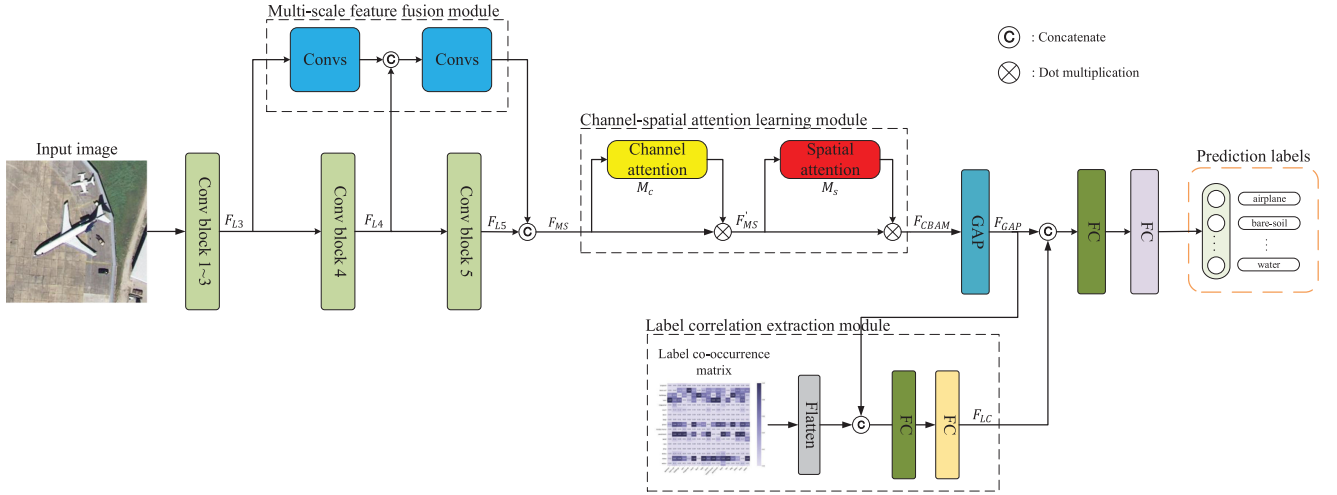 Multi-scale feature fusion module
Convs
C
Convs
C : Concatenate
: Dot multiplication
Channel-spatial attention learning module
Channel
attention
M_c
Spatial
attention
M_s
Input image
Conv block 1~3
F_L3
Conv block 4
F_L4
Conv block 5
F_L5
C
F_MS
F'_MS
F_CBAM
GAP
F_GAP
C
FC
FC
Prediction labels
airplane
bare-soil
water
Label correlation extraction module
Label co-occurrence
matrix
Flatten
C
FC
FC
F_LC